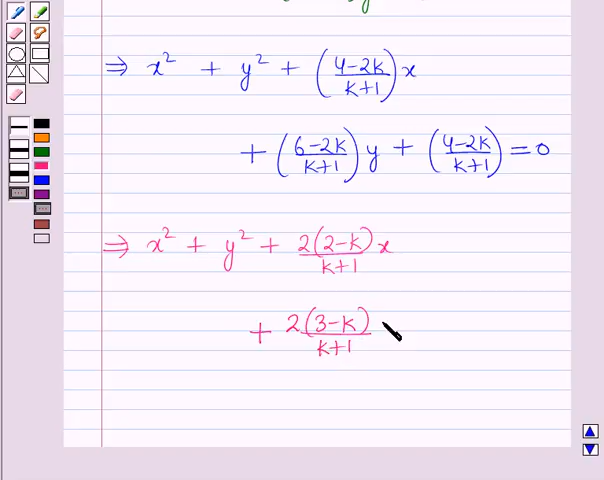 ⇒ x² + y² + (4-2k/k+1)x
+ (6-2k/k+1)y + (4-2k/k+1) = 0
⇒ x² + y² + 2(2-k)/k+1 x
+ 2(3-k)/k+1